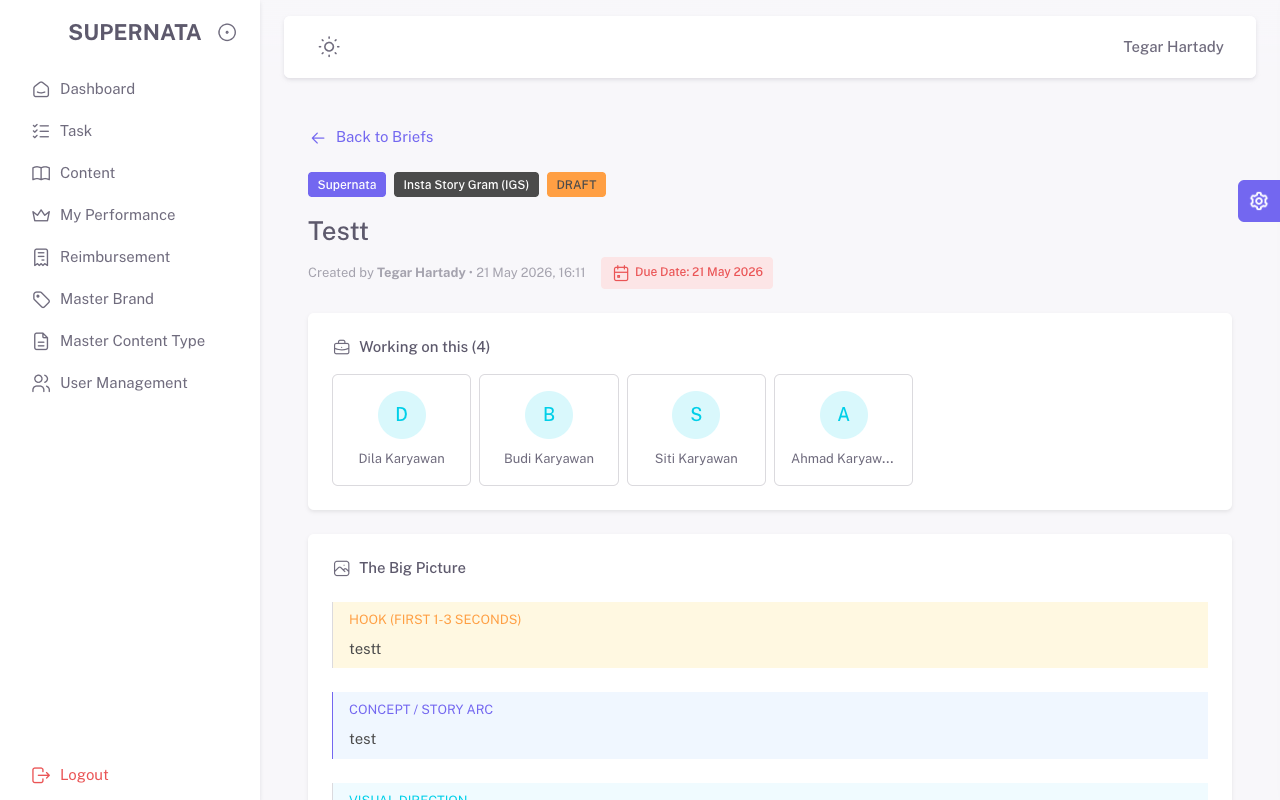 SUPERNATA
Dashboard
Task
Content
My Performance
Reimbursement
Master Brand
Master Content Type
User Management
Logout
Tegar Hartady
Back to Briefs
Supernata
Insta Story Gram (IGS)
DRAFT
Testt
Created by Tegar Hartady • 21 May 2026, 16:11
Due Date: 21 May 2026
Working on this (4)
D
Dila Karyawan
B
Budi Karyawan
S
Siti Karyawan
A
Ahmad Karyaw...
The Big Picture
HOOK (FIRST 1-3 SECONDS)
testt
CONCEPT / STORY ARC
test
VISUAL DIRECTION